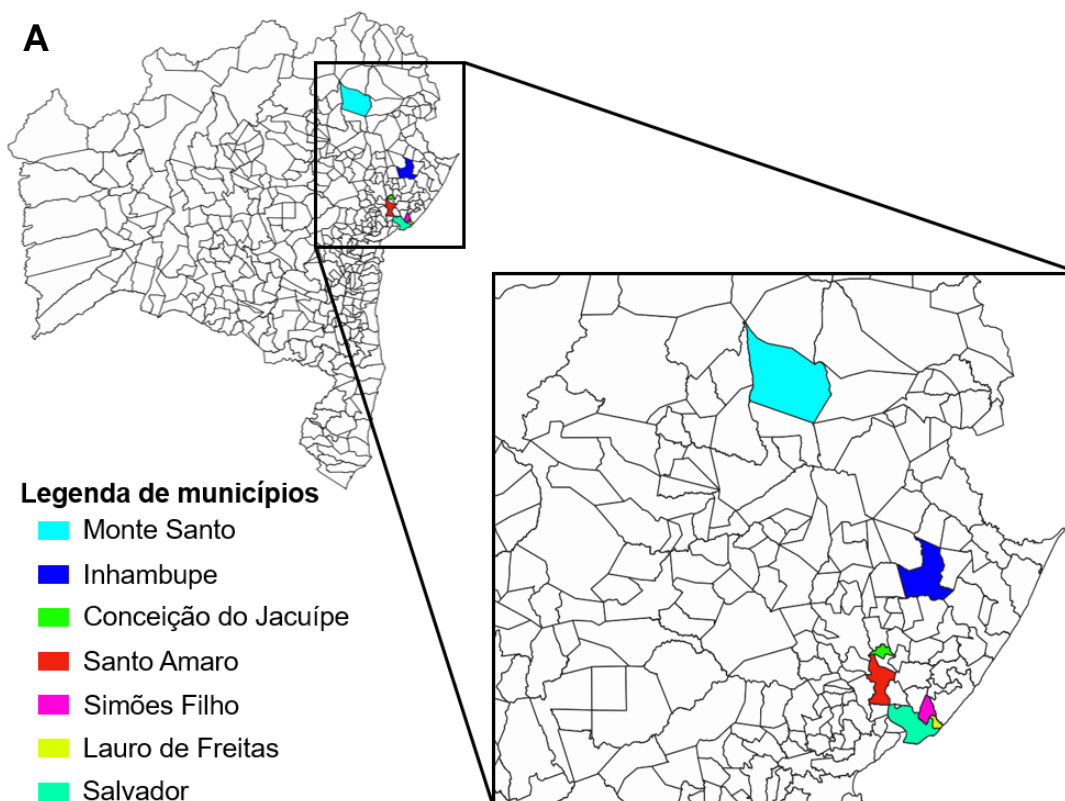 A
Legenda de municípios
Monte Santo
Inhambupe
Conceição do Jacuípe
Santo Amaro
Simões Filho
Lauro de Freitas
Salvador